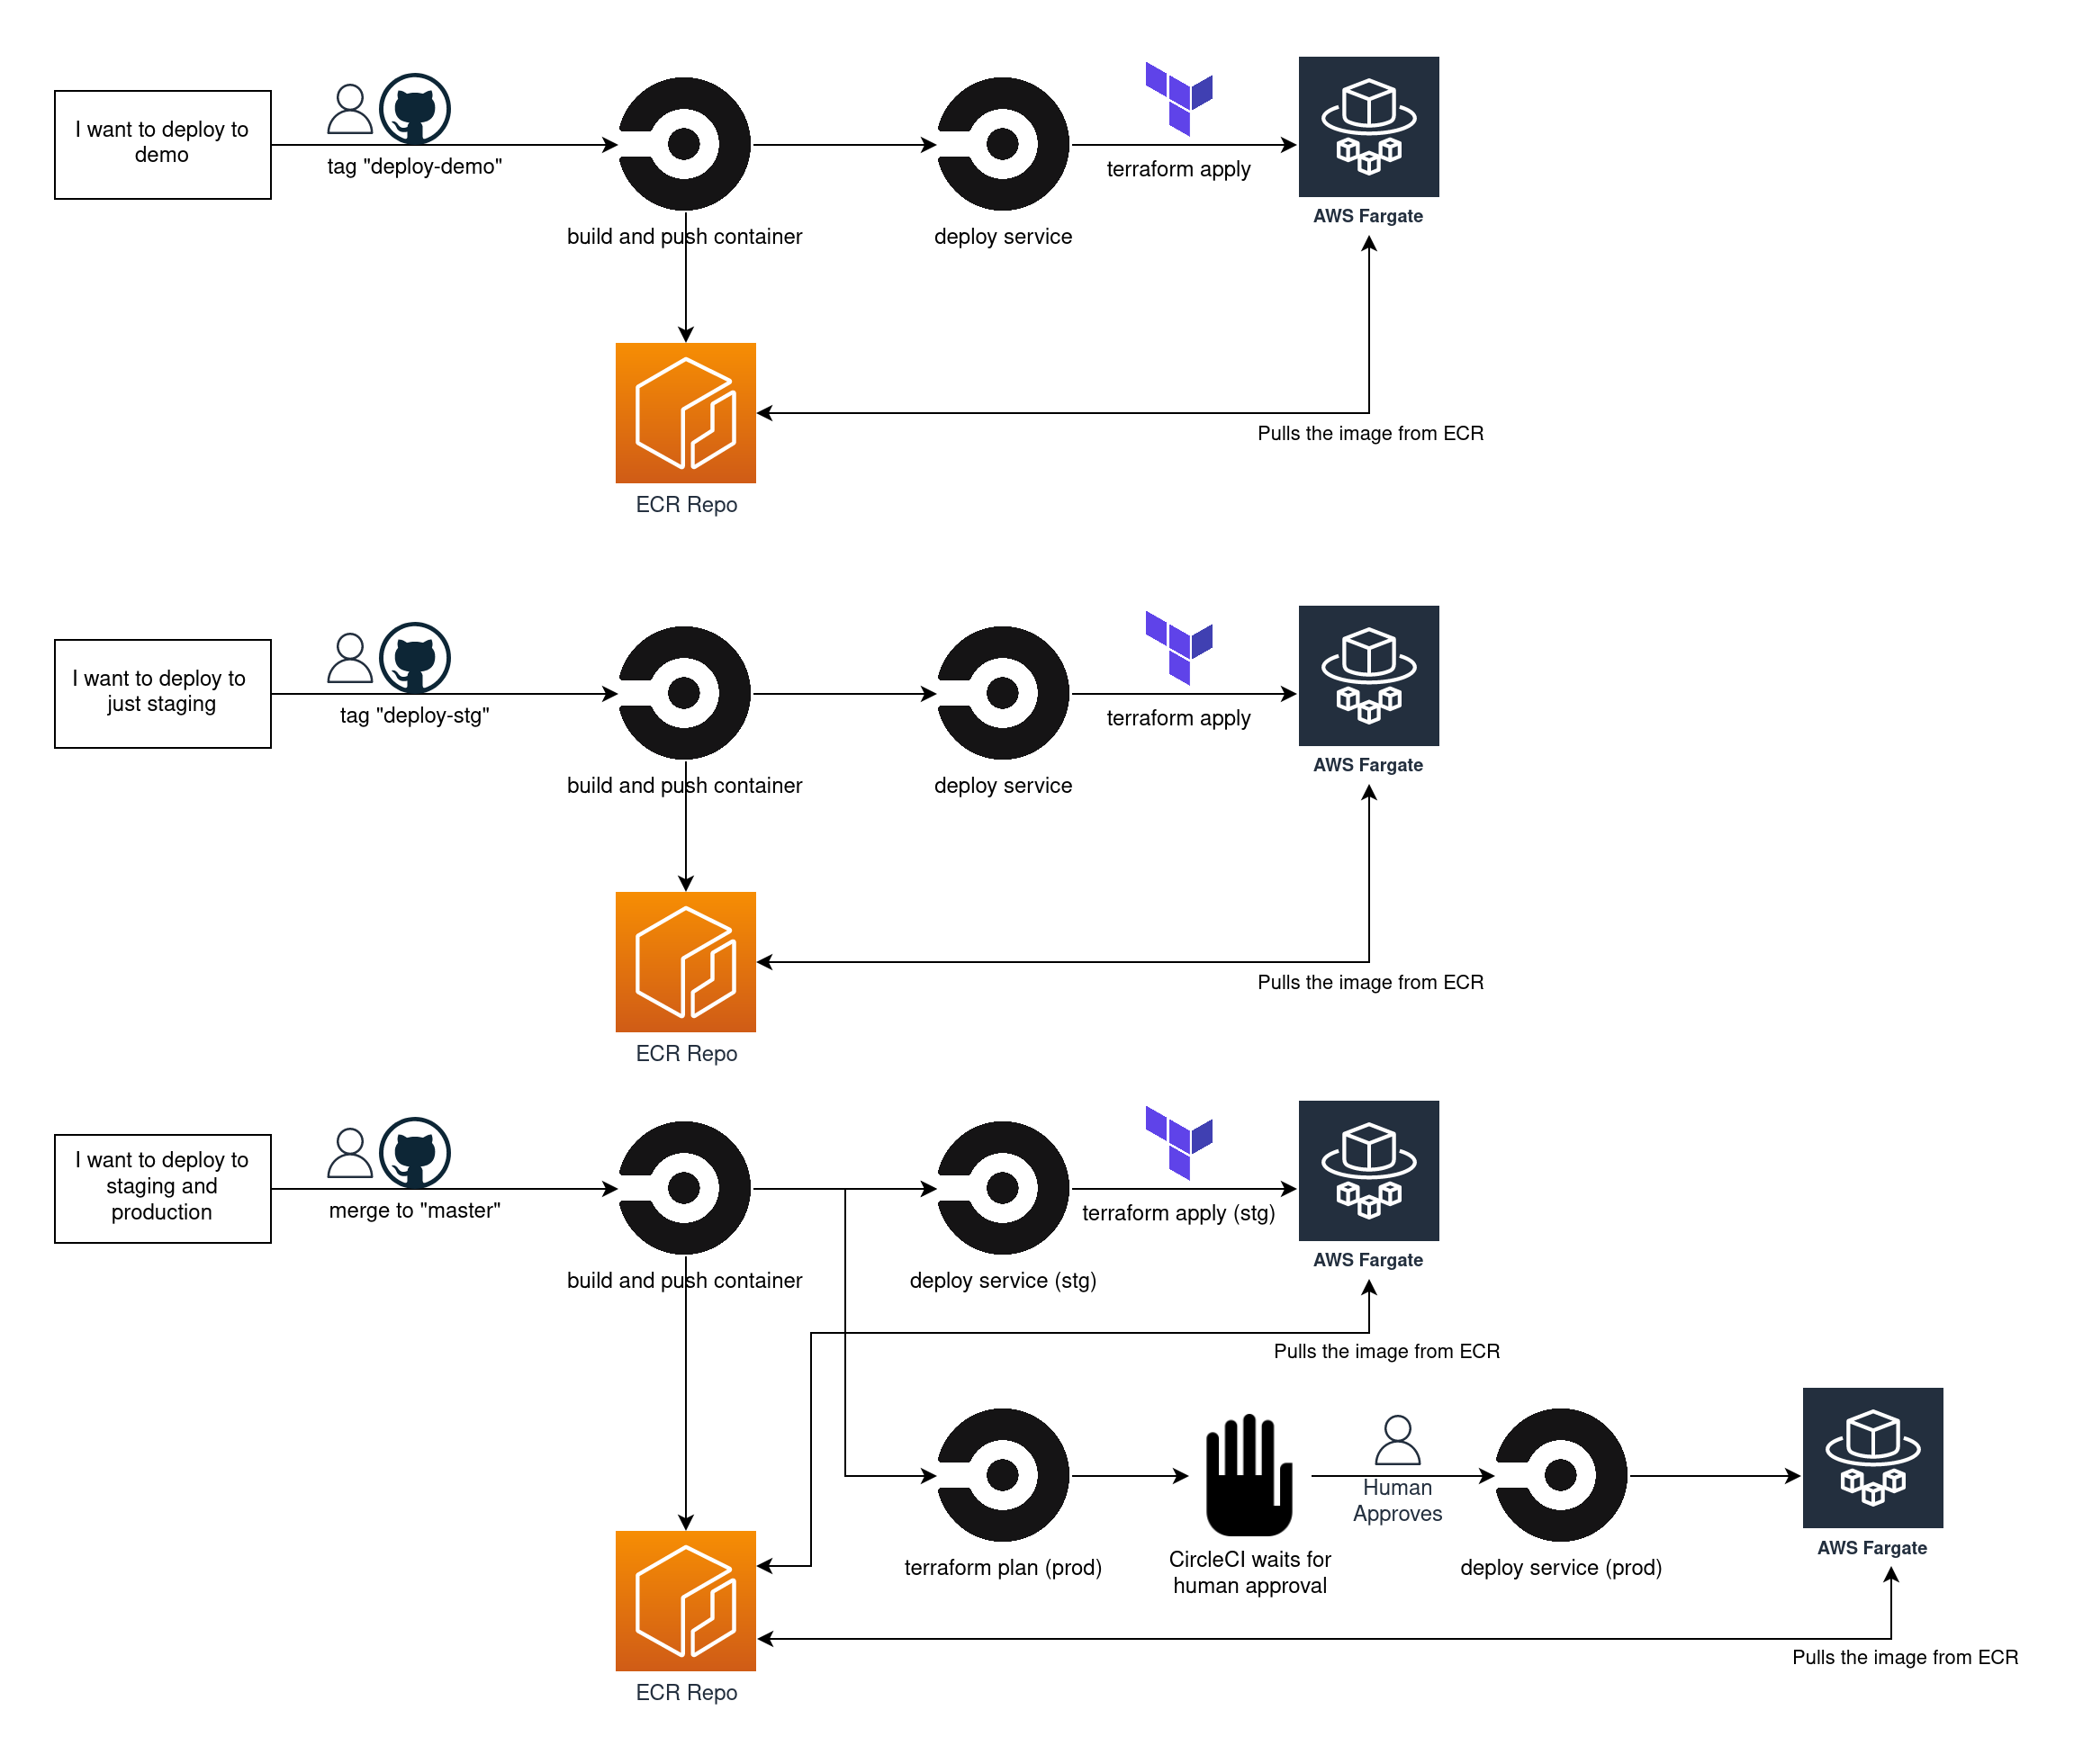 I want to deploy to
demo
tag "deploy-demo"
build and push container
deploy service
terraform apply
AWS Fargate
Pulls the image from ECR
ECR Repo
I want to deploy to
just staging
tag "deploy-stg"
build and push container
deploy service
terraform apply
AWS Fargate
Pulls the image from ECR
ECR Repo
I want to deploy to
staging and
production
merge to "master"
build and push container
deploy service (stg)
terraform apply (stg)
AWS Fargate
Pulls the image from ECR
terraform plan (prod)
CircleCI waits for
human approval
Human
Approves
deploy service (prod)
AWS Fargate
Pulls the image from ECR
ECR Repo